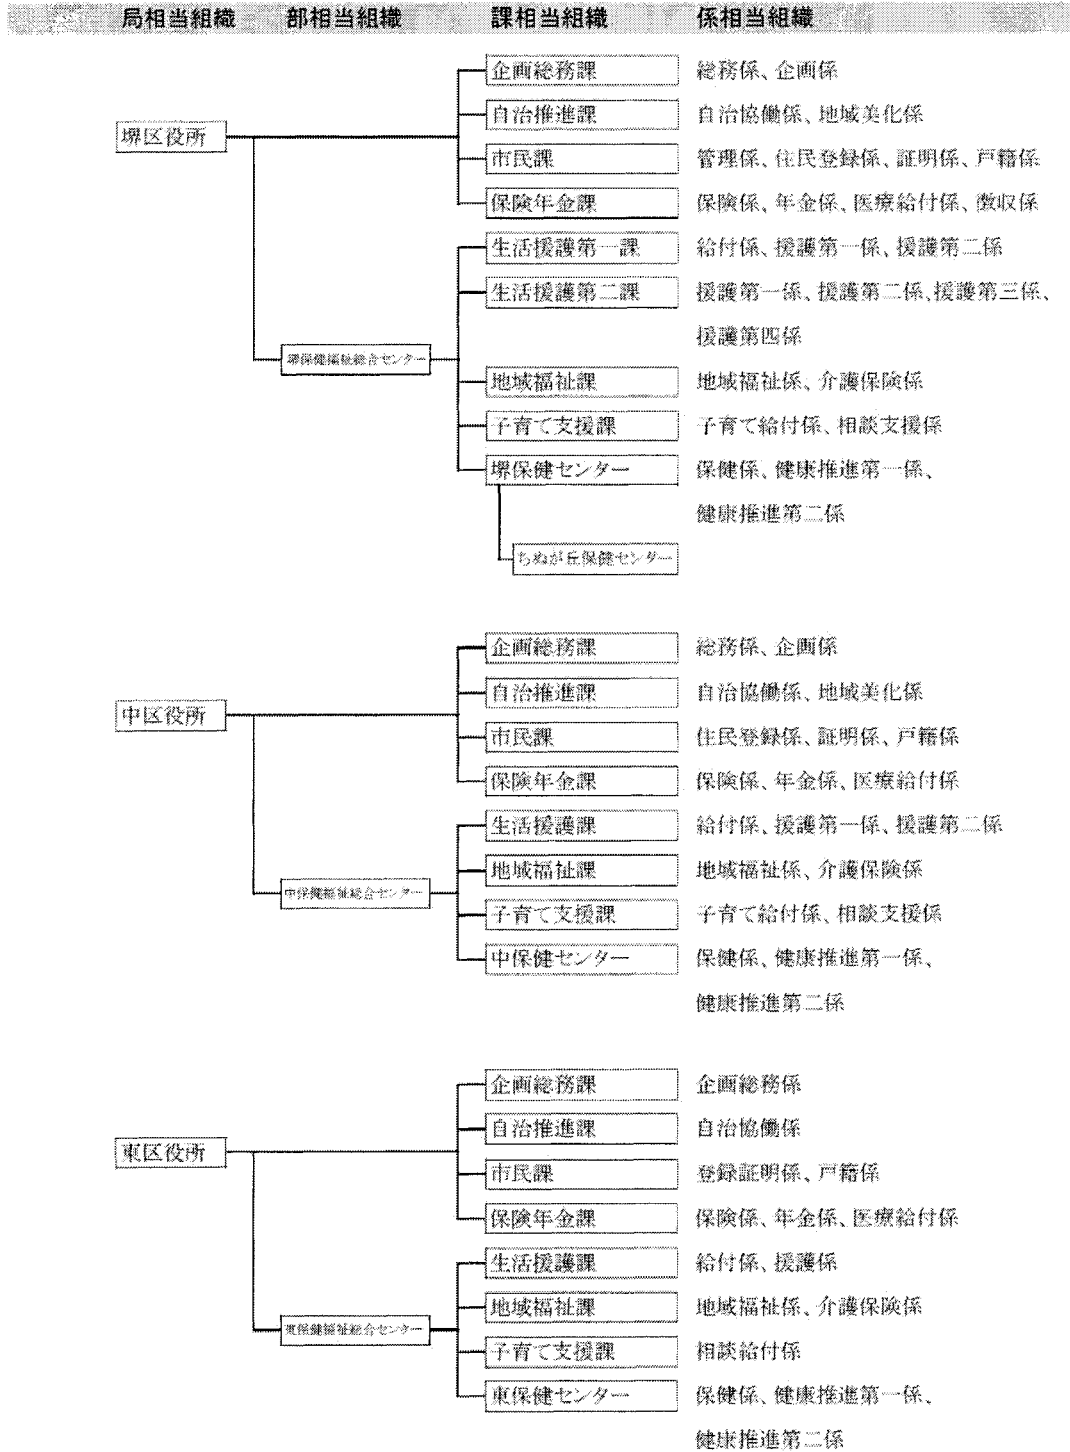 局相当組織 部相当組織 課相当組織 係相当組織
企画総務課 総務係、企画係
自治推進課 自治協働係、地域美化係
堺区役所
市民課 管理係、住民登録係、証明係、戸籍係
保険年金課 保険係、年金係、医療給付係、徴収係
生活援護第一課 給付係、援護第一係、援護第二係
生活援護第二課 援護第一係、援護第二係、援護第三係、
援護第四係
堺保健福祉総合センター
地域福祉課 地域福祉係、介護保険係
子育て支援課 子育て給付係、相談支援係
堺保健センター 保健係、健康推進第一係、
健康推進第二係
ちぬが丘保健センター
企画総務課 総務係、企画係
自治推進課 自治協働係、地域美化係
中区役所
市民課 住民登録係、証明係、戸籍係
保険年金課 保険係、年金係、医療給付係
生活援護課 給付係、援護第一係、援護第二係
地域福祉課 地域福祉係、介護保険係
中保健福祉総合センター
子育て支援課 子育て給付係、相談支援係
中保健センター 保健係、健康推進第一係、
健康推進第二係
企画総務課 企画総務係
自治推進課 自治協働係
東区役所
市民課 登録証明係、戸籍係
保険年金課 保険係、年金係、医療給付係
生活援護課 給付係、援護係
地域福祉課 地域福祉係、介護保険係
東保健福祉総合センター
子育て支援課 相談給付係
東保健センター 保健係、健康推進第一係、
健康推進第二係